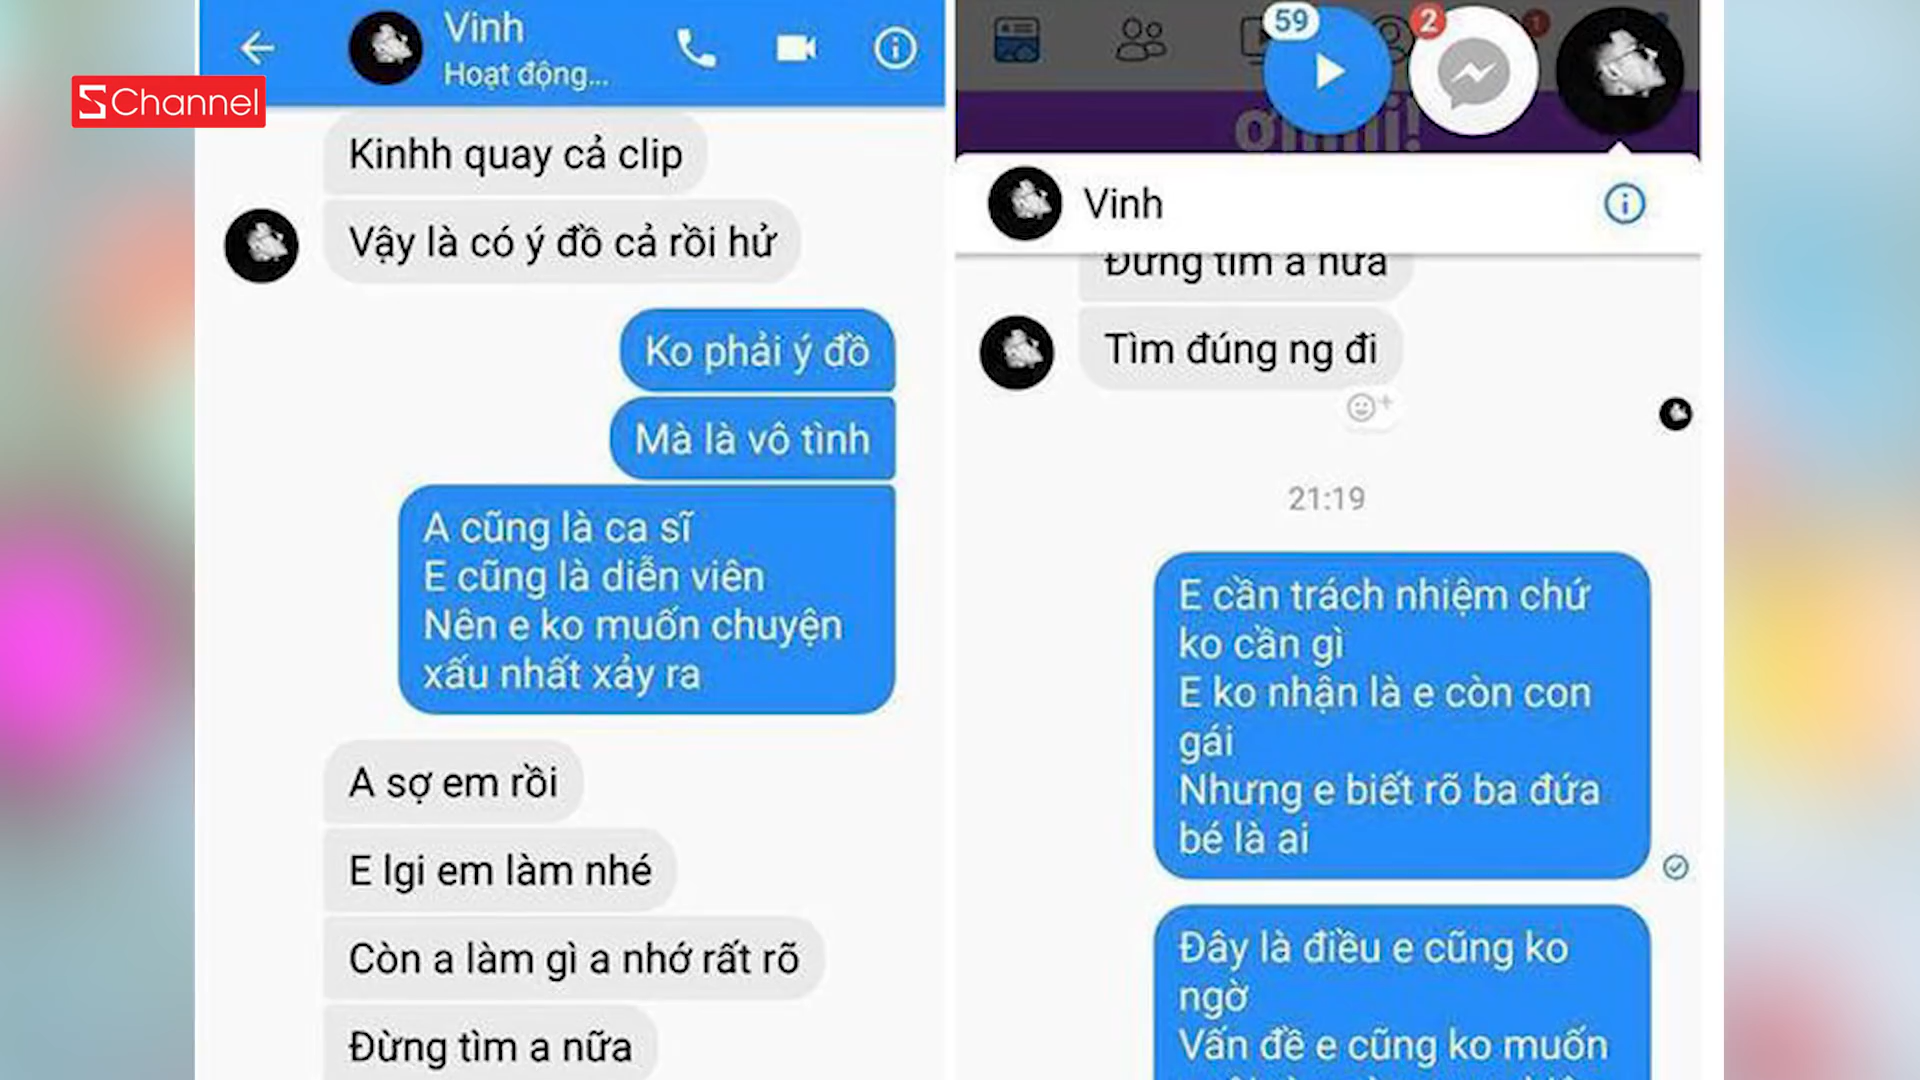 SChannel
Vinh
Hoạt động...
Kinhh quay cả clip
Vậy là có ý đồ cả rồi hử
Ko phải ý đồ
Mà là vô tình
A cũng là ca sĩ
E cũng là diễn viên
Nên e ko muốn chuyện
xấu nhất xảy ra
A sợ em rồi
E lgi em làm nhé
Còn a làm gì a nhớ rất rõ
Đừng tìm a nữa
59
2
1
Vinh
Đừng tìm a nữa
Tìm đúng ng đi
21:19
E cần trách nhiệm chứ
ko cần gì
E ko nhận là e còn con
gái
Nhưng e biết rõ ba đứa
bé là ai
Đây là điều e cũng ko
ngờ
Vấn đề e cũng ko muốn